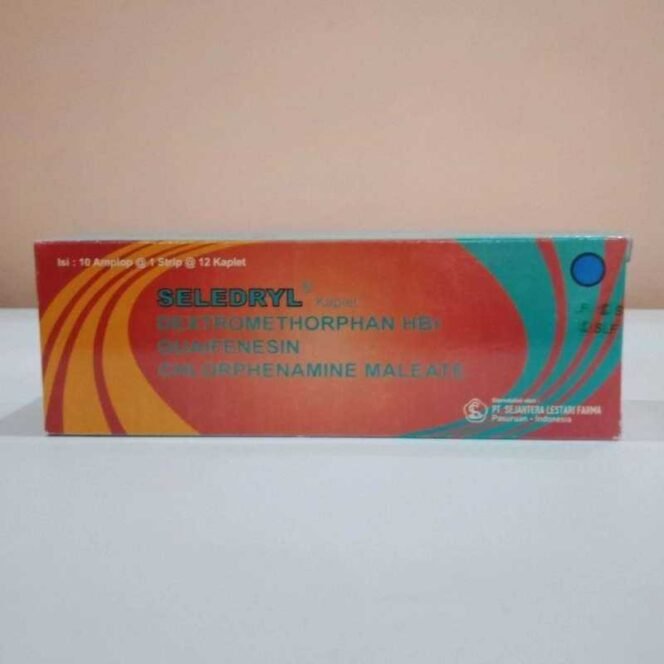 Isi : 10 Amplop @ 1 Strip @ 12 Kaplet
SELEDRYL® Kaplet
DEXTROMETHORPHAN HBr
GUAIFENESIN
CHLORPHENAMINE MALEATE
PT. SEJAHTERA LESTARI FARMA
Pasuruan - Indonesia